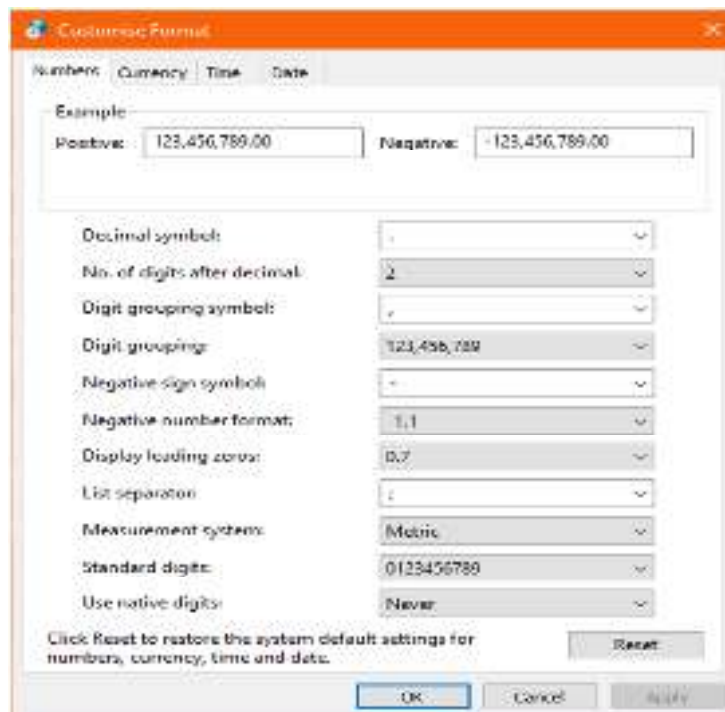 Customise Format
Numbers Currency Time Date
Example
Positive: 123,456,789.00 Negative: -123,456,789.00
Decimal symbol: .
No. of digits after decimal: 2
Digit grouping symbol: ,
Digit grouping: 123,456,789
Negative sign symbol: -
Negative number format: -1.1
Display leading zeros: 0.7
List separator:
Measurement system: Metric
Standard digits: 0123456789
Use native digits: Never
Click Reset to restore the system default settings for
numbers, currency, time and date.
Reset
OK Cancel Apply